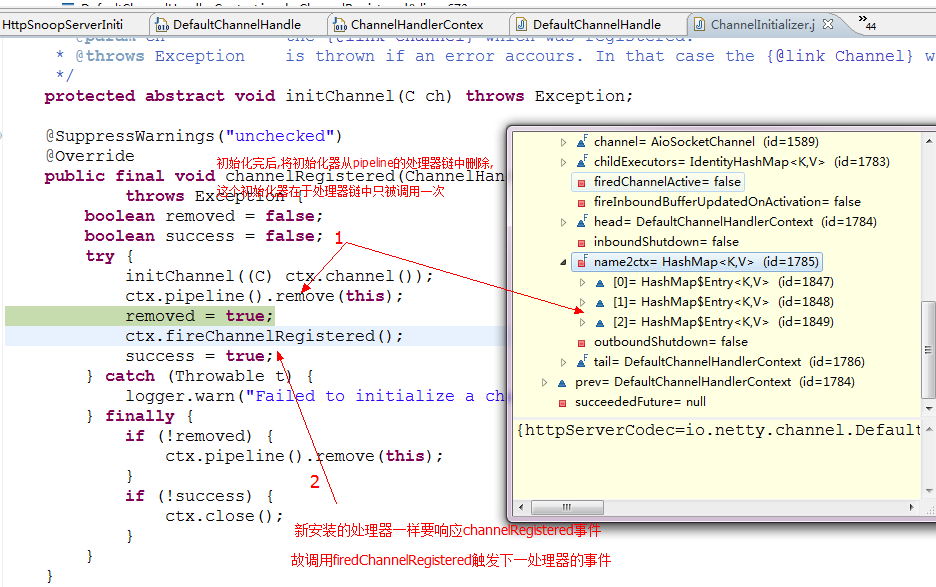 HttpSnoopServerIniti
DefaultChannelHandle
ChannelHandlerContex
DefaultChannelHandle
ChannelInitializer.j
44
the {@link Channel} which was registered.
* @throws Exception is thrown if an error accours. In that case the {@link Channel} w
*/
protected abstract void initChannel(C ch) throws Exception;
@SuppressWarnings("unchecked")
@Override
初始化完后,将初始化器从pipeline的处理器链中删除,
public final void channelRegistered(ChannelHan
这个初始化器在于处理器链中只被调用一次
throws Exception {
boolean removed = false;
boolean success = false;
1
try {
initChannel((C) ctx.channel());
ctx.pipeline().remove(this);
removed = true;
ctx.fireChannelRegistered();
success = true;
} catch (Throwable t) {
logger.warn("Failed to initialize a ch
} finally {
if (!removed) {
ctx.pipeline().remove(this);
}
2
if (!success) {
ctx.close();
新安装的处理器一样要响应channelRegistered事件
}
故调用firedChannelRegistered触发下一处理器的事件
}
}
channel= AioSocketChannel (id=1589)
childExecutors= IdentityHashMap<K,V> (id=1783)
firedChannelActive= false
fireInboundBufferUpdatedOnActivation= false
head= DefaultChannelHandlerContext (id=1784)
inboundShutdown= false
name2ctx= HashMap<K,V> (id=1785)
[0]= HashMap$Entry<K,V> (id=1847)
[1]= HashMap$Entry<K,V> (id=1848)
[2]= HashMap$Entry<K,V> (id=1849)
outboundShutdown= false
tail= DefaultChannelHandlerContext (id=1786)
prev= DefaultChannelHandlerContext (id=1784)
succeededFuture= null
{httpServerCodec=io.netty.channel.Default